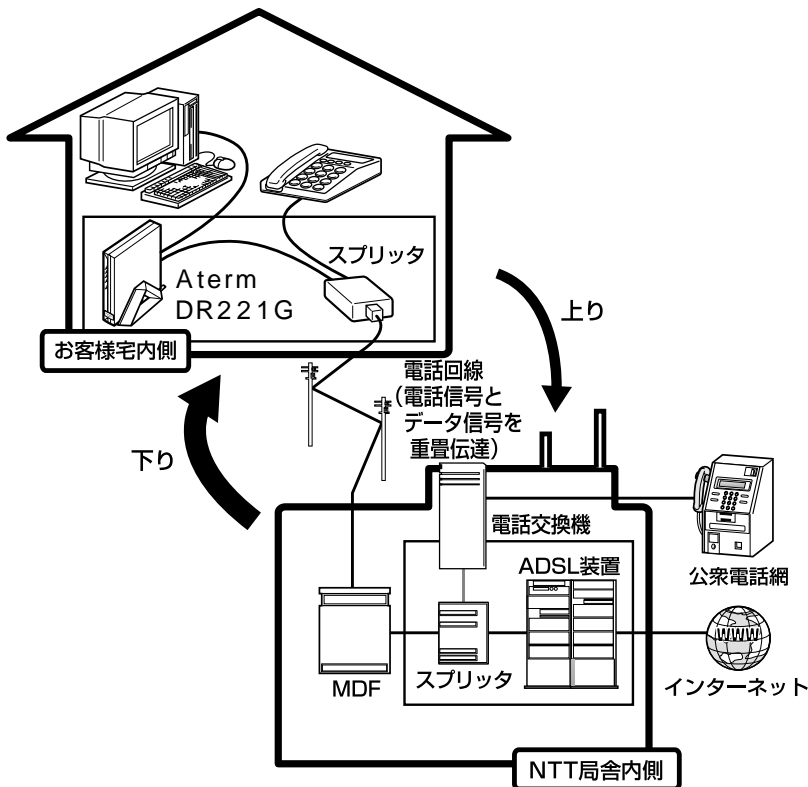 スプリッタ
Aterm
DR221G
お客様宅内側
上り
電話回線
（電話信号と
データ信号を
重畳伝達）
下り
電話交換機
ADSL装置
公衆電話網
スプリッタ
MDF
WWW
インターネット
NTT局舎内側